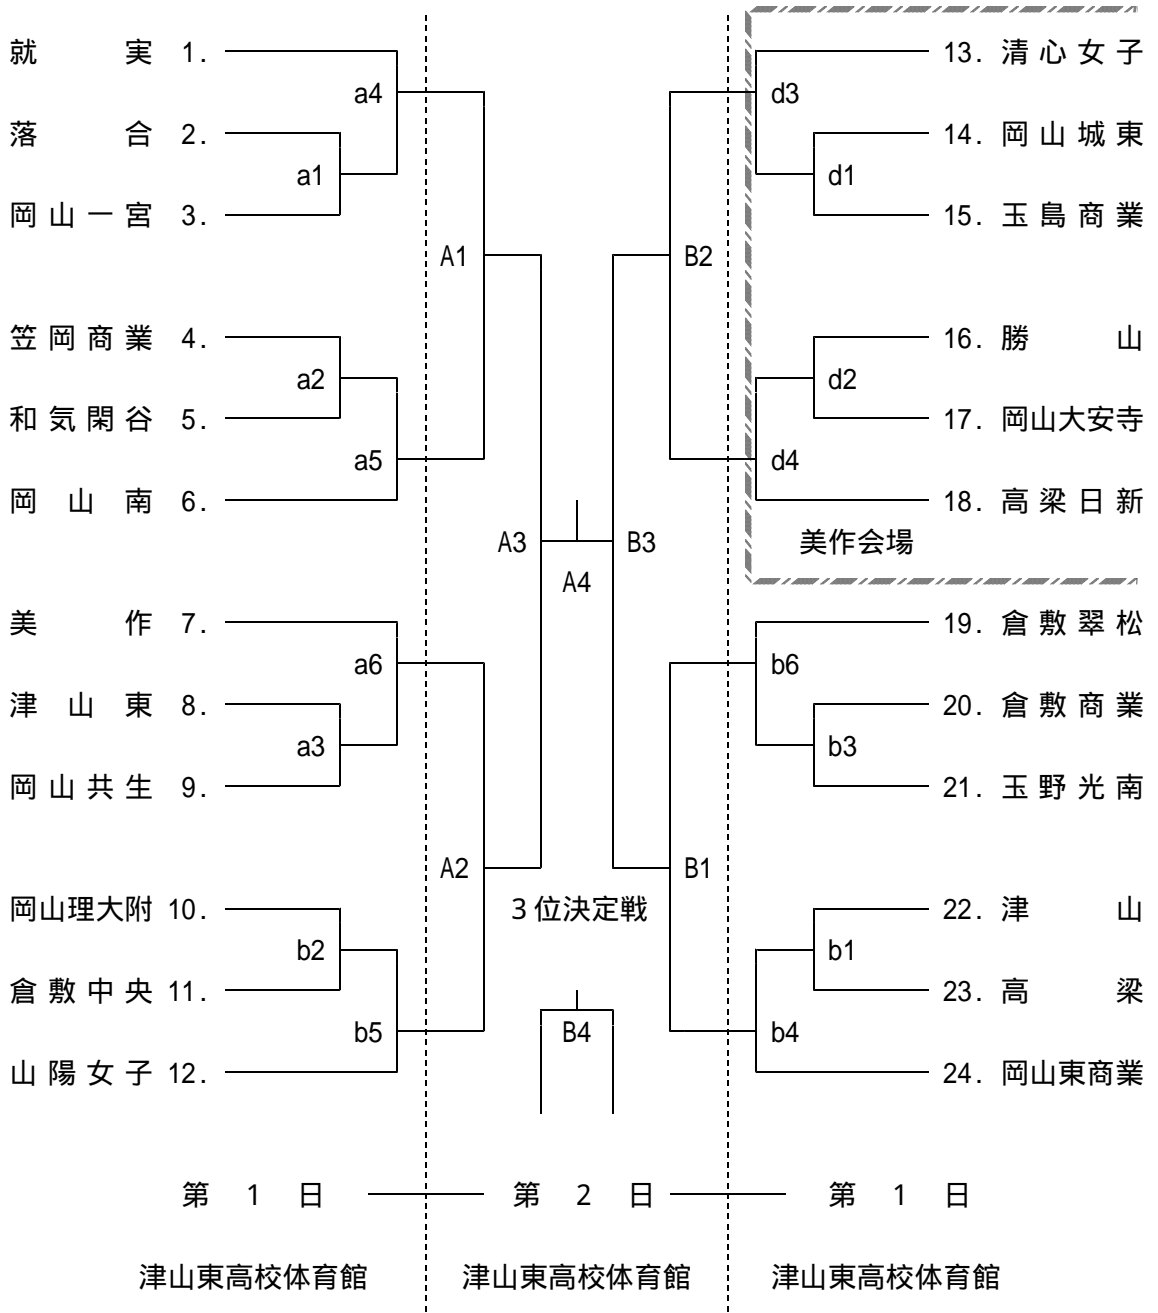 就 実 1.
a4
落 合 2.
a1
岡山一宮 3.
A1
笠岡商業 4.
a2
和気閑谷 5.
a5
岡山南 6.
A3
美作 7.
a6
津山東 8.
a3
岡山共生 9.
A2
岡山理大附 10.
b2
倉敷中央 11.
b5
山陽女子 12.
A4
3位決定戦
B4
13. 清心女子
d3
14. 岡山城東
d1
15. 玉島商業
B2
16. 勝山
d2
17. 岡山大安寺
d4
18. 高梁日新
美作会場
B3
19. 倉敷翠松
b6
20. 倉敷商業
b3
21. 玉野光南
B1
22. 津山
b1
23. 高梁
b4
24. 岡山東商業
第 1 日 第 2 日 第 1 日
津山東高校体育館 津山東高校体育館 津山東高校体育館